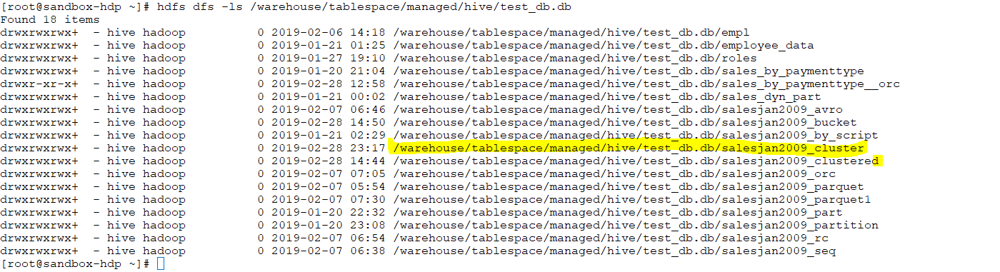 [root@sandbox-hdp ~]# hdfs dfs -ls /warehouse/tablespace/managed/hive/test_db.db
Found 18 items
drwxrwxrwx+  - hive hadoop          0 2019-02-06 14:18 /warehouse/tablespace/managed/hive/test_db.db/empl
drwxrwxrwx+  - hive hadoop          0 2019-01-21 01:25 /warehouse/tablespace/managed/hive/test_db.db/employee_data
drwxrwxrwx+  - hive hadoop          0 2019-01-27 19:10 /warehouse/tablespace/managed/hive/test_db.db/roles
drwxrwxrwx+  - hive hadoop          0 2019-01-20 21:04 /warehouse/tablespace/managed/hive/test_db.db/sales_by_paymenttype
drwxr-xr-x+  - hive hadoop          0 2019-02-28 12:58 /warehouse/tablespace/managed/hive/test_db.db/sales_by_paymenttype__orc
drwxrwxrwx+  - hive hadoop          0 2019-01-21 00:02 /warehouse/tablespace/managed/hive/test_db.db/sales_dyn_part
drwxrwxrwx+  - hive hadoop          0 2019-02-07 06:46 /warehouse/tablespace/managed/hive/test_db.db/salesjan2009_avro
drwxrwxrwx+  - hive hadoop          0 2019-02-28 14:50 /warehouse/tablespace/managed/hive/test_db.db/salesjan2009_bucket
drwxrwxrwx+  - hive hadoop          0 2019-01-21 02:29 /warehouse/tablespace/managed/hive/test_db.db/salesjan2009_by_script
drwxrwxrwx+  - hive hadoop          0 2019-02-28 23:17 /warehouse/tablespace/managed/hive/test_db.db/salesjan2009_cluster
drwxrwxrwx+  - hive hadoop          0 2019-02-28 14:44 /warehouse/tablespace/managed/hive/test_db.db/salesjan2009_clustered
drwxrwxrwx+  - hive hadoop          0 2019-02-07 07:05 /warehouse/tablespace/managed/hive/test_db.db/salesjan2009_orc
drwxrwxrwx+  - hive hadoop          0 2019-02-07 05:54 /warehouse/tablespace/managed/hive/test_db.db/salesjan2009_parquet
drwxrwxrwx+  - hive hadoop          0 2019-02-07 07:30 /warehouse/tablespace/managed/hive/test_db.db/salesjan2009_parquet1
drwxrwxrwx+  - hive hadoop          0 2019-01-20 22:32 /warehouse/tablespace/managed/hive/test_db.db/salesjan2009_part
drwxrwxrwx+  - hive hadoop          0 2019-01-20 23:08 /warehouse/tablespace/managed/hive/test_db.db/salesjan2009_partition
drwxrwxrwx+  - hive hadoop          0 2019-02-07 06:54 /warehouse/tablespace/managed/hive/test_db.db/salesjan2009_rc
drwxrwxrwx+  - hive hadoop          0 2019-02-07 06:38 /warehouse/tablespace/managed/hive/test_db.db/salesjan2009_seq
[root@sandbox-hdp ~]#